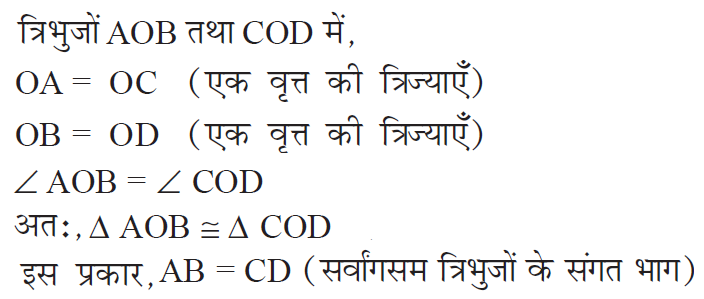 त्रिभुजों AOB तथा COD में,
OA = OC (एक वृत्त की त्रिज्याएँ)
OB = OD (एक वृत्त की त्रिज्याएँ)
∠ AOB = ∠ COD
अतः, Δ AOB ≅ Δ COD
इस प्रकार, AB = CD (सर्वांगसम त्रिभुजों के संगत भाग)